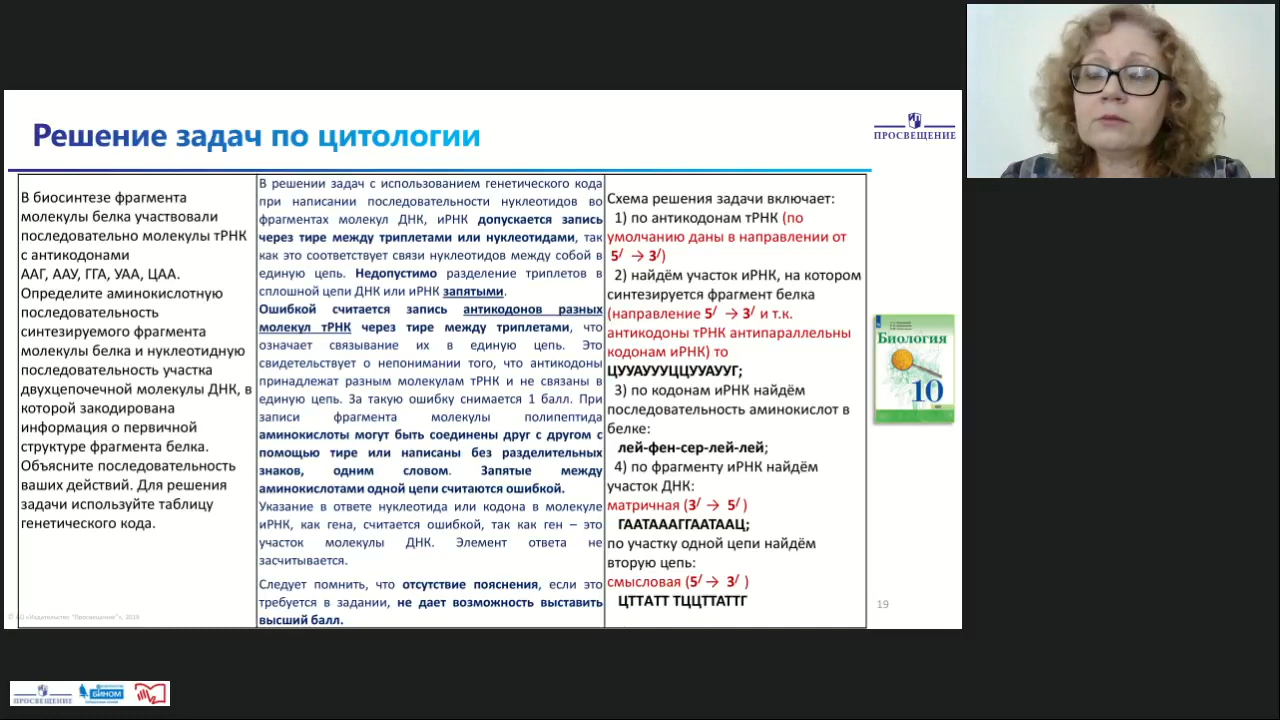 Решение задач по цитологии
ПРОСВЕЩЕНИЕ
В биосинтезе фрагмента
молекулы белка участвовали
последовательно молекулы тРНК
с антикодонами
ААГ, ААУ, ГГА, УАА, ЦАА.
Определите аминокислотную
последовательность
синтезируемого фрагмента
молекулы белка и нуклеотидную
последовательность участка
двухцепочечной молекулы ДНК, в
которой закодирована
информация о первичной
структуре фрагмента белка.
Объясните последовательность
ваших действий. Для решения
задачи используйте таблицу
генетического кода.
В решении задач с использованием генетического кода
при написании последовательности нуклеотидов во
фрагментах молекул ДНК, иРНК допускается запись
через тире между триплетами или нуклеотидами, так
как это соответствует связи нуклеотидов между собой в
единую цепь. Недопустимо разделение триплетов в
сплошной цепи ДНК или иРНК запятыми.
Ошибкой считается запись антикодонов разных
молекул тРНК через тире между триплетами, что
означает связывание их в единую цепь. Это
свидетельствует о непонимании того, что антикодоны
принадлежат разным молекулам тРНК и не связаны в
единую цепь. За такую ошибку снимается 1 балл. При
записи фрагмента молекулы полипептида
аминокислоты могут быть соединены друг с другом с
помощью тире или написаны без разделительных
знаков, одним словом. Запятые между
аминокислотами одной цепи считаются ошибкой.
Указание в ответе нуклеотида или кодона в молекуле
иРНК, как гена, считается ошибкой, так как ген – это
участок молекулы ДНК. Элемент ответа не
засчитывается.
Следует помнить, что отсутствие пояснения, если это
требуется в задании, не дает возможность выставить
высший балл.
Схема решения задачи включает:
1) по антикодонам тРНК (по
умолчанию даны в направлении от
5/ → 3/)
2) найдём участок иРНК, на котором
синтезируется фрагмент белка
(направление 5/ → 3/ и т.к.
антикодоны тРНК антипараллельны
кодонам иРНК) то
ЦУУАУУУЦЦУУАУУГ;
3) по кодонам иРНК найдём
последовательность аминокислот в
белке:
лей-фен-сер-лей-лей;
4) по фрагменту иРНК найдём
участок ДНК:
матричная (3/ → 5/ )
ГААТАААГГААТААЦ;
по участку одной цепи найдём
вторую цепь:
смысловая (5/ → 3/ )
ЦТТАТТ ТЦЦТТАТТГ
Биология
10
19
© АО «Издательство "Просвещение"», 2019
ПРОСВЕЩЕНИЕ
БИНОМ